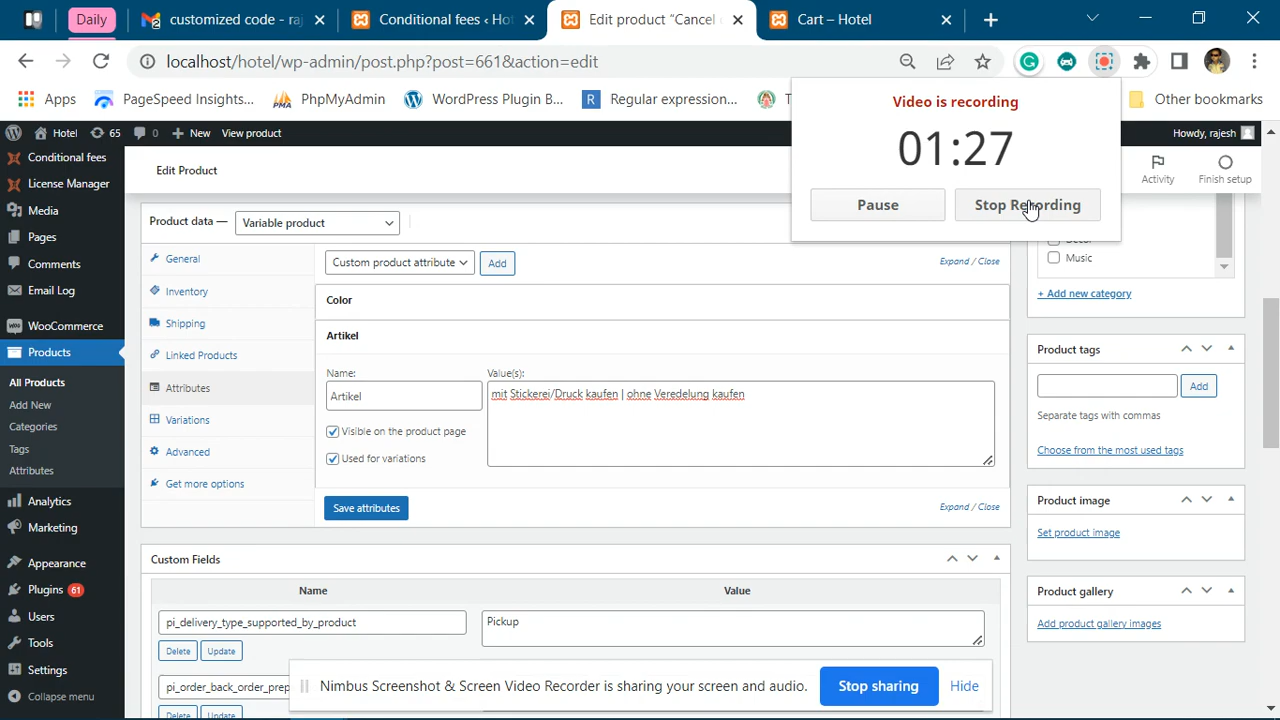 Daily
customized code - raj
Conditional fees ‹ Hot
Edit product “Cancel
Cart – Hotel
localhost/hotel/wp-admin/post.php?post=661&action=edit
Apps
PageSpeed Insights...
PhpMyAdmin
WordPress Plugin B...
Regular expression...
Other bookmarks
Video is recording
01:27
Pause
Stop Recording
Hotel
65
0
New
View product
Howdy, rajesh
Conditional fees
License Manager
Media
Pages
Comments
Email Log
WooCommerce
Products
All Products
Add New
Categories
Tags
Attributes
Analytics
Marketing
Appearance
Plugins 61
Users
Tools
Settings
Collapse menu
Edit Product
Activity
Finish setup
Product data —
Variable product
General
Inventory
Shipping
Linked Products
Attributes
Variations
Advanced
Get more options
Custom product attribute
Add
Expand / Close
Color
Artikel
Name:
Value(s):
Artikel
mit Stickerei/Druck kaufen | ohne Veredelung kaufen
Visible on the product page
Used for variations
Save attributes
Expand / Close
Custom Fields
Name
Value
pi_delivery_type_supported_by_product
Pickup
Delete
Update
pi_order_back_order_prep
Delete
Update
Music
+ Add new category
Product tags
Add
Separate tags with commas
Choose from the most used tags
Product image
Set product image
Product gallery
Add product gallery images
Nimbus Screenshot & Screen Video Recorder is sharing your screen and audio.
Stop sharing
Hide